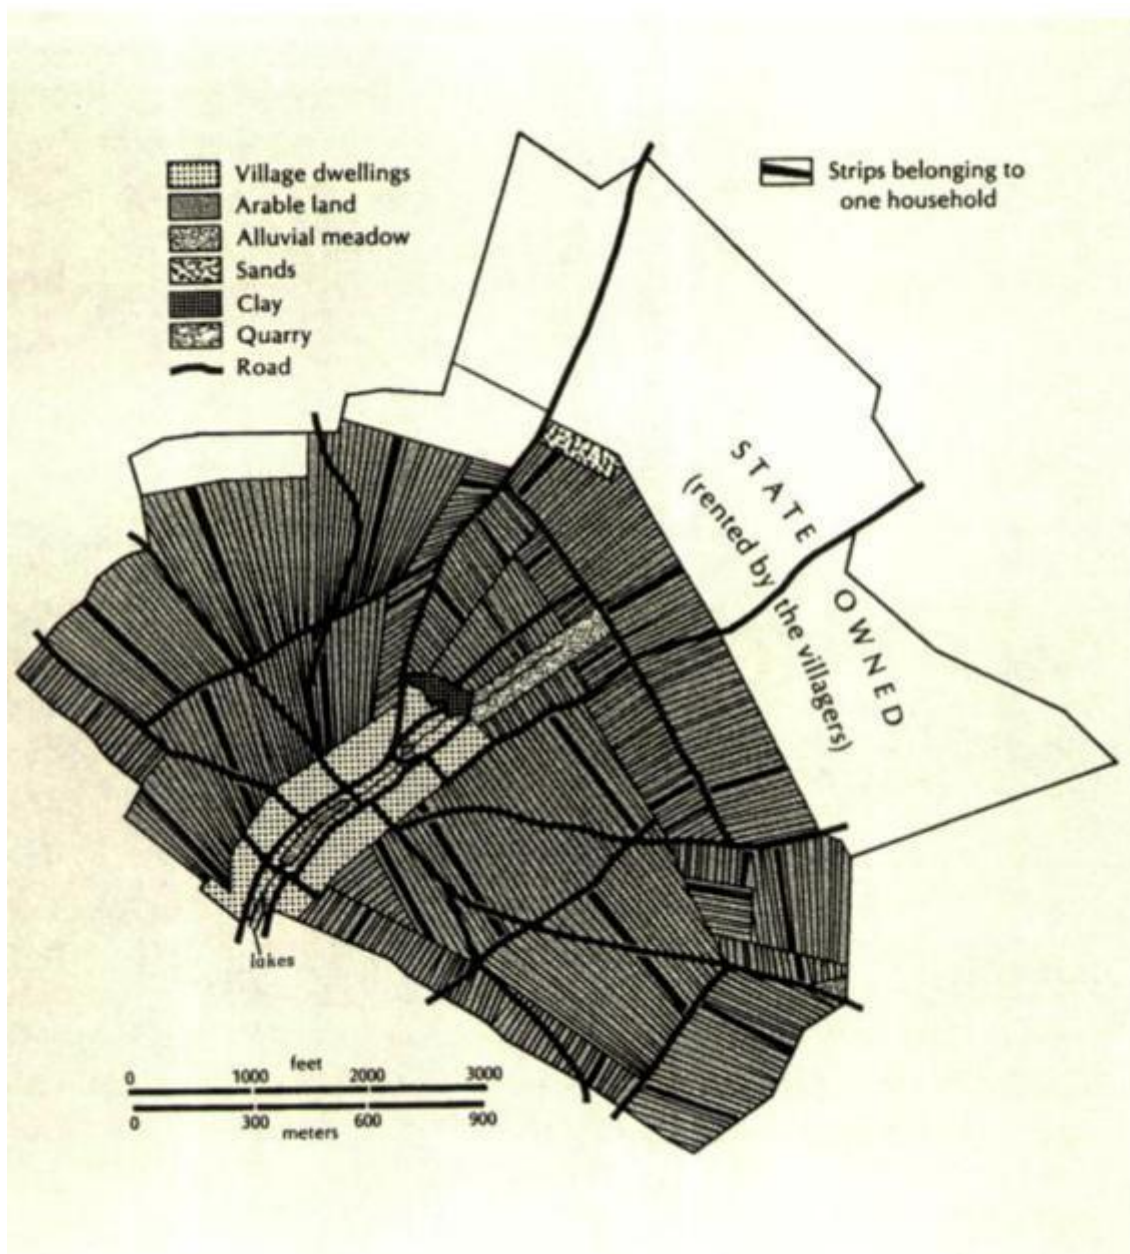 Village dwellings
Arable land
Alluvial meadow
Sands
Clay
Quarry
Road
Strips belonging to
one household
STATE
(rented by
the villagers)
OWNED
lakes
feet
0 1000 2000 3000
0 300 600 900
meters